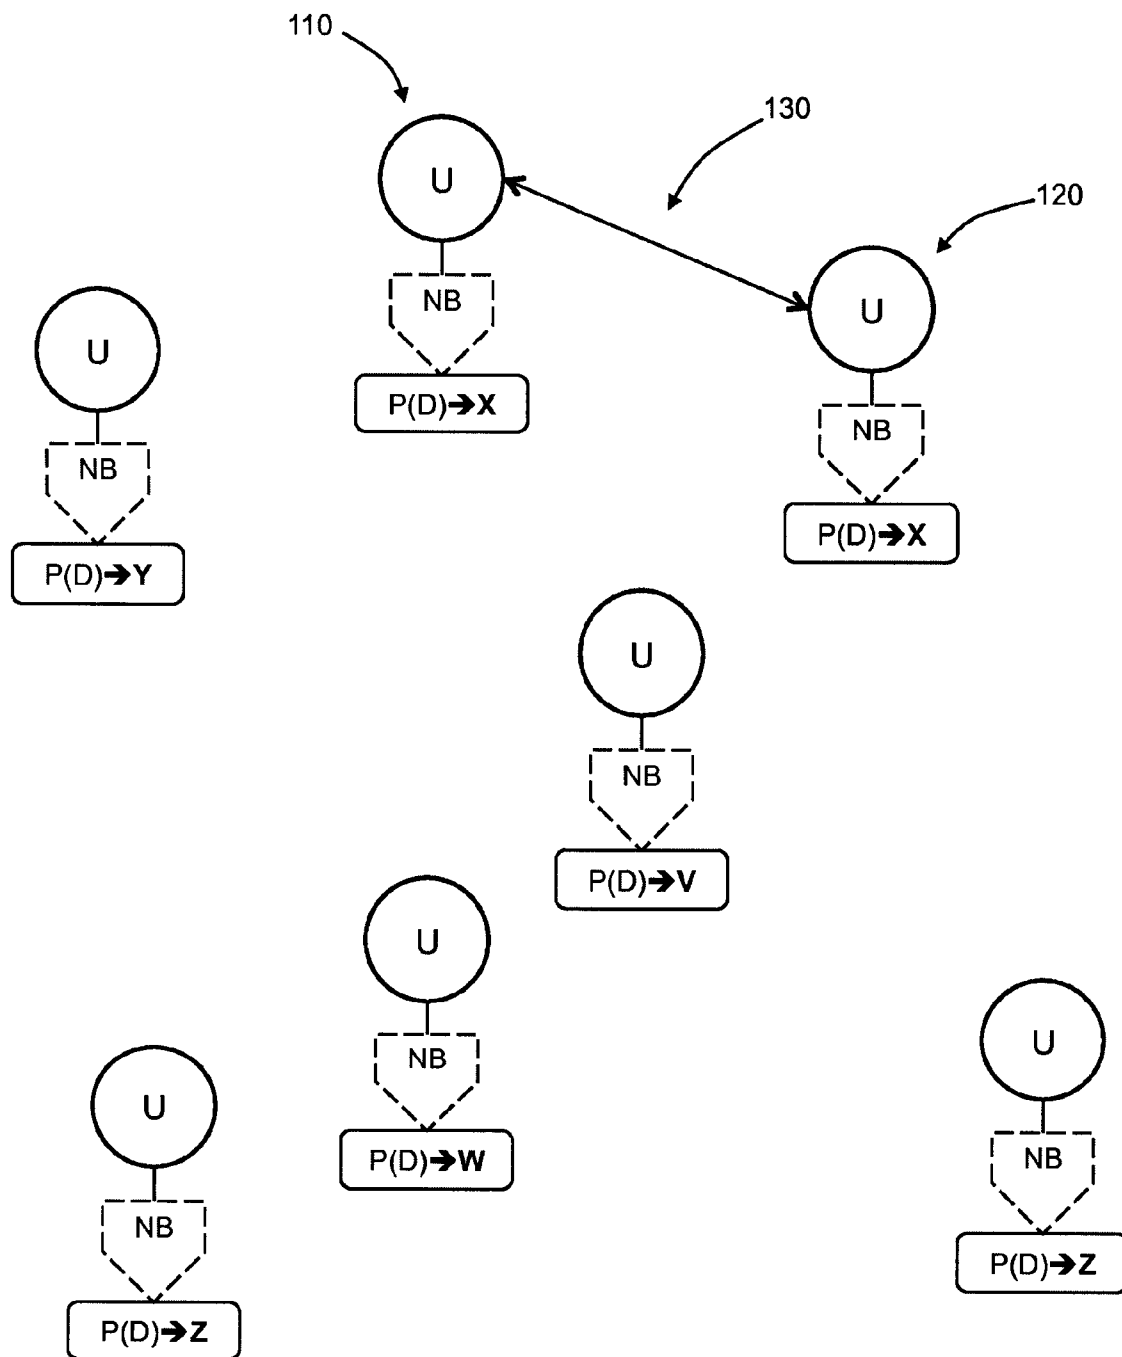 110
130
U
120
NB
U
U
P(D)➔X
NB
NB
P(D)➔X
P(D)➔Y
U
NB
P(D)➔V
U
U
NB
U
NB
P(D)➔W
NB
P(D)➔Z
P(D)➔Z